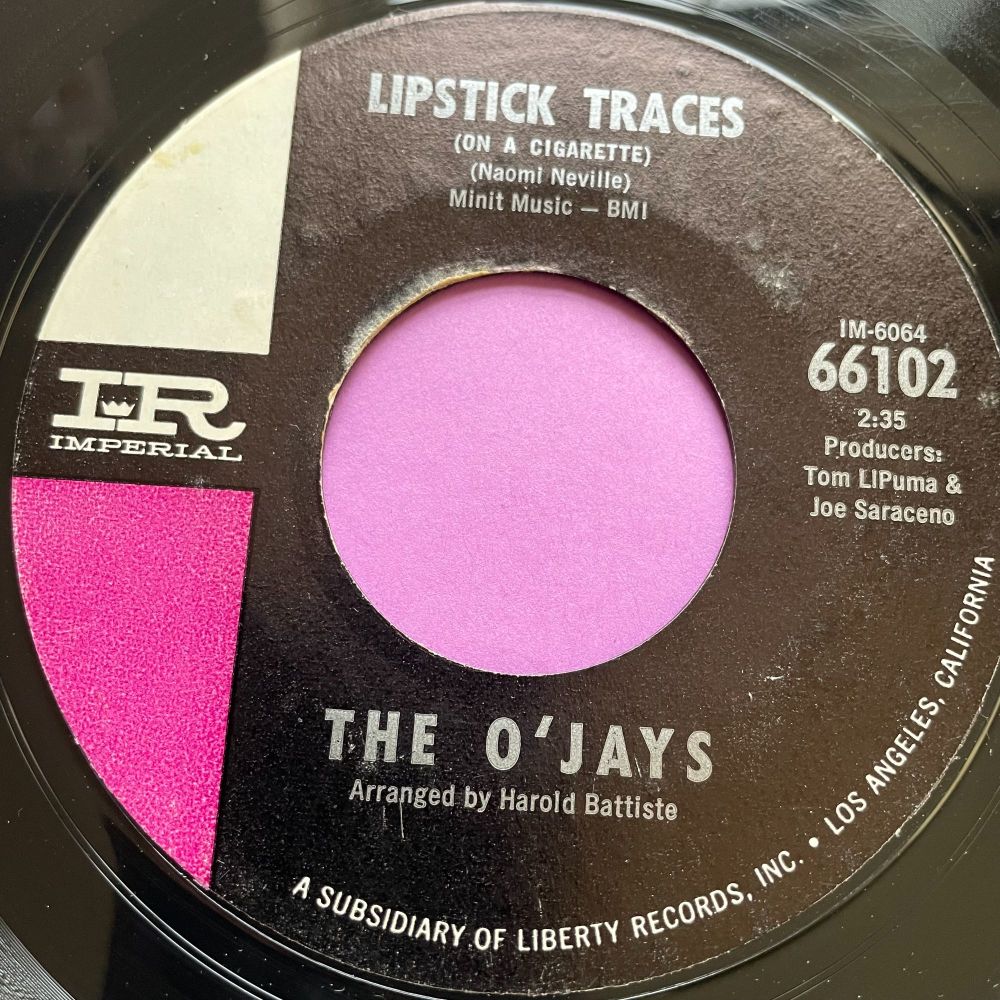 LIPSTICK TRACES
(ON A CIGARETTE)
(Naomi Neville)
Minit Music — BMI
IM-6064
66102
2:35
Producers:
Tom LIPuma &
Joe Saraceno
IR
IMPERIAL
THE O'JAYS
Arranged by Harold Battiste
A SUBSIDIARY OF LIBERTY RECORDS, INC. • LOS ANGELES, CALIFORNIA